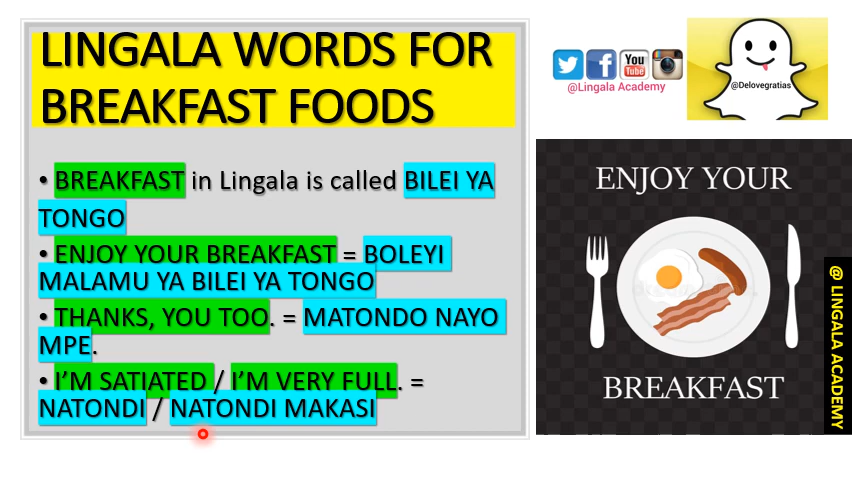 LINGALA WORDS FOR
BREAKFAST FOODS
• BREAKFAST in Lingala is called BILEI YA
TONGO
• ENJOY YOUR BREAKFAST = BOLEYI
MALAMU YA BILEI YA TONGO
• THANKS, YOU TOO. = MATONDO NAYO
MPE.
• I’M SATIATED / I’M VERY FULL. =
NATONDI / NATONDI MAKASI
You
Tube
@Lingala Academy
@Delovegratias
ENJOY YOUR
BREAKFAST
@ LINGALA ACADEMY